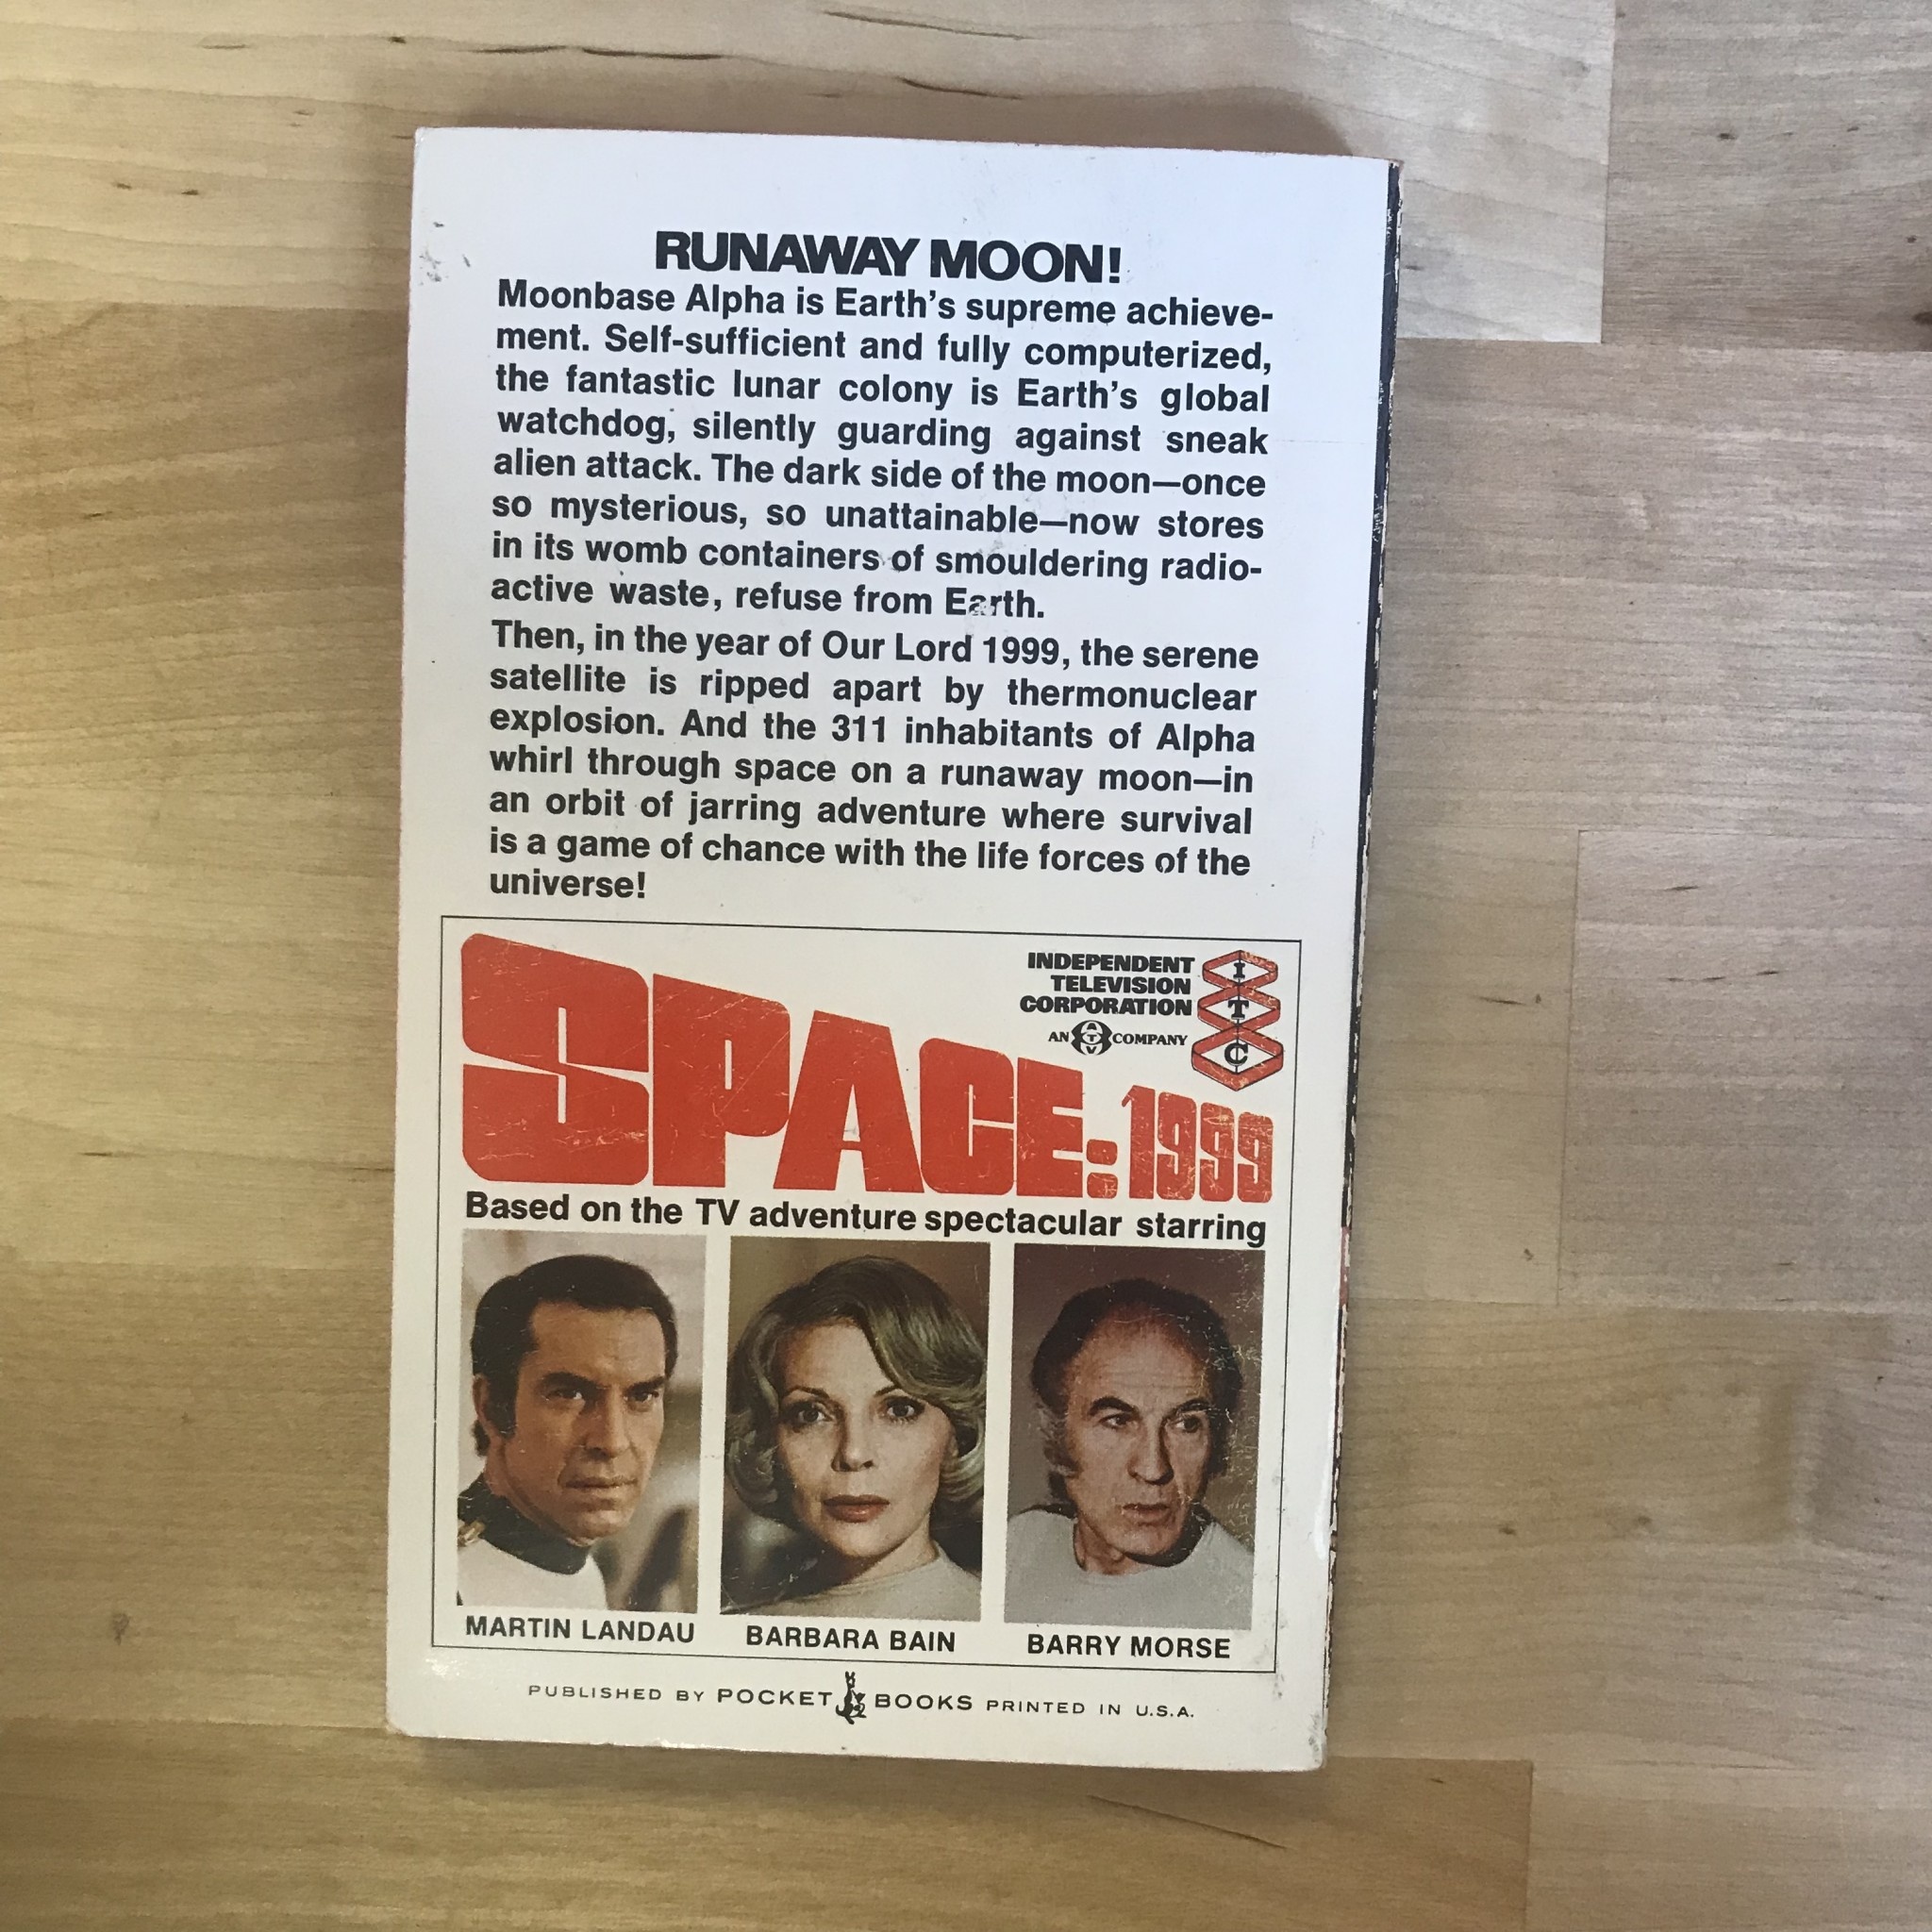 RUNAWAY MOON!
Moonbase Alpha is Earth's supreme achieve-
ment. Self-sufficient and fully computerized,
the fantastic lunar colony is Earth's global
watchdog, silently guarding against sneak
alien attack. The dark side of the moon—once
so mysterious, so unattainable—now stores
in its womb containers of smouldering radio-
active waste, refuse from Earth.
Then, in the year of Our Lord 1999, the serene
satellite is ripped apart by thermonuclear
explosion. And the 311 inhabitants of Alpha
whirl through space on a runaway moon—in
an orbit of jarring adventure where survival
is a game of chance with the life forces of the
universe!
INDEPENDENT
TELEVISION
CORPORATION
AN ATV COMPANY
ITC
SPACE:1999
Based on the TV adventure spectacular starring
MARTIN LANDAU BARBARA BAIN BARRY MORSE
PUBLISHED BY POCKET BOOKS PRINTED IN U.S.A.